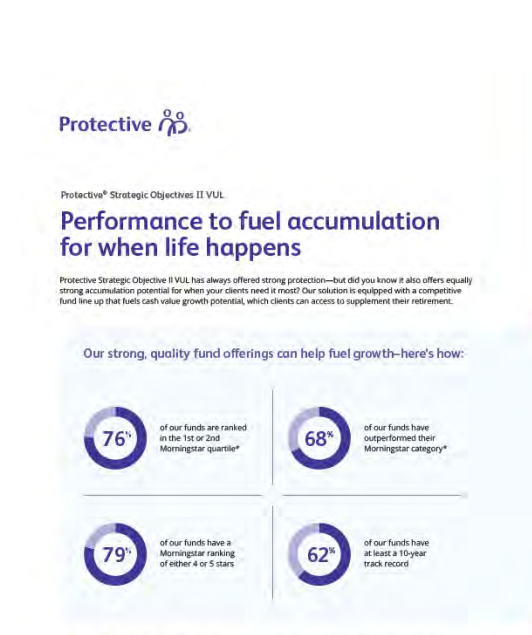 Protective
Protective® Strategic Objectives II VUL
Performance to fuel accumulation
for when life happens
Protective Strategic Objective II VUL has always offered strong protection—but did you know it also offers equally
strong accumulation potential for when your clients need it most? Our solution is equipped with a competitive
fund line up that fuels cash value growth potential, which clients can access to supplement their retirement.
Our strong, quality fund offerings can help fuel growth–here's how:
76%
of our funds are ranked
in the 1st or 2nd
Morningstar quartile*
68%
of our funds have
outperformed their
Morningstar category*
79%
of our funds have a
Morningstar ranking
of either 4 or 5 stars
62%
of our funds have
at least a 10-year
track record